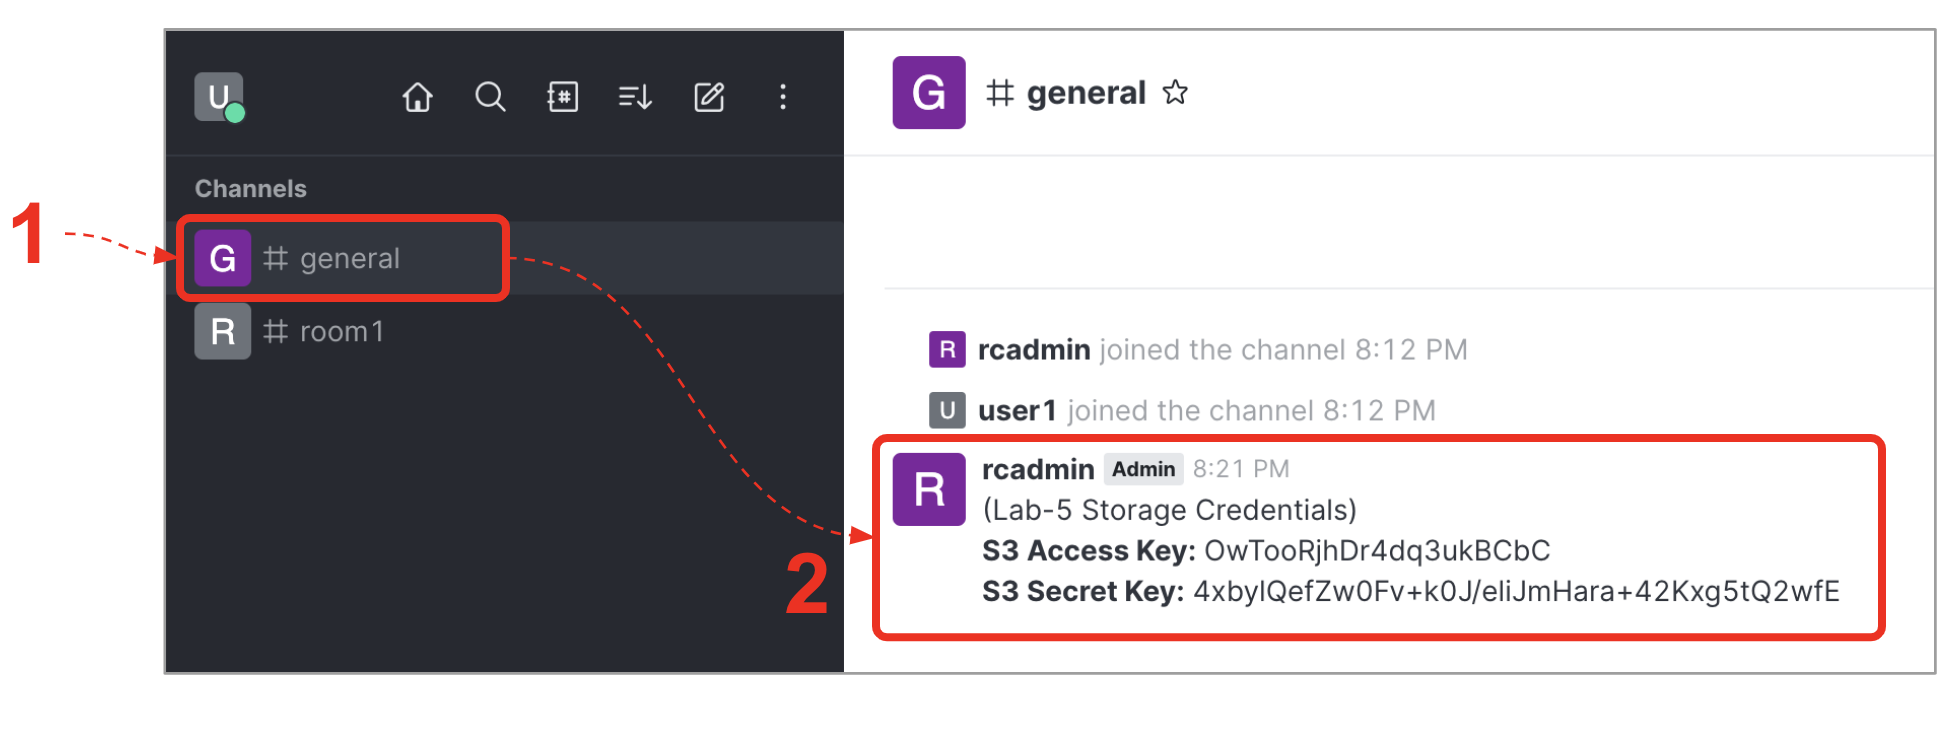 U
Channels
1
G # general
R # room1
G # general
R rcadmin joined the channel 8:12 PM
U user1 joined the channel 8:12 PM
R rcadmin Admin 8:21 PM
(Lab-5 Storage Credentials)
S3 Access Key: OwTooRjhDr4dq3ukBCbC
S3 Secret Key: 4xbylQefZw0Fv+k0J/eliJmHara+42Kxg5tQ2wfE
2